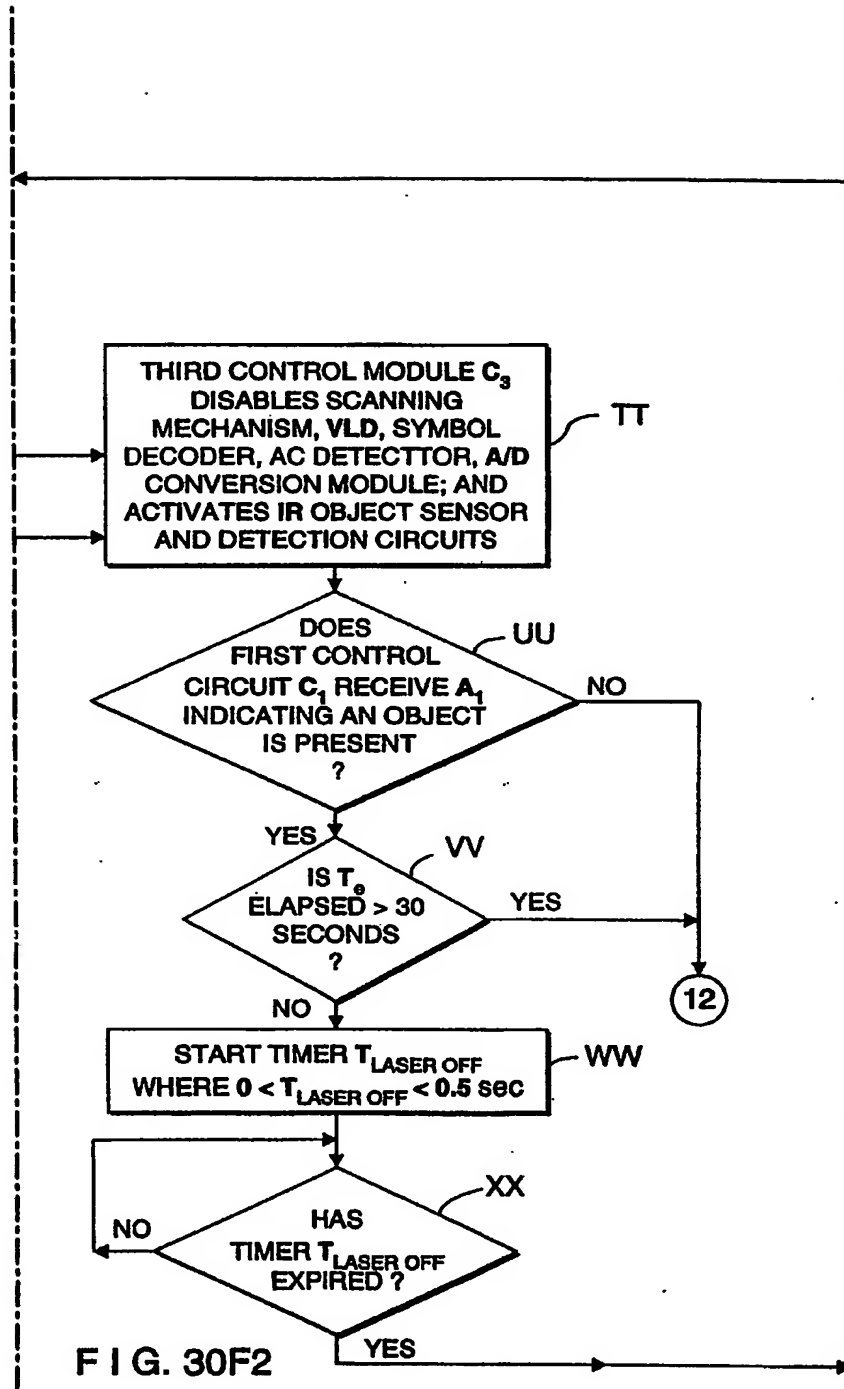 THIRD CONTROL MODULE C3
DISABLES SCANNING
MECHANISM, VLD, SYMBOL
DECODER, AC DETECTTOR, A/D
CONVERSION MODULE; AND
ACTIVATES IR OBJECT SENSOR
AND DETECTION CIRCUITS
TT
DOES
FIRST CONTROL
CIRCUIT C1 RECEIVE A1
INDICATING AN OBJECT
IS PRESENT
?
UU
NO
YES
IS Te
ELAPSED > 30
SECONDS
?
VV
YES
12
NO
START TIMER TLASER OFF
WHERE 0 < TLASER OFF < 0.5 sec
WW
HAS
TIMER TLASER OFF
EXPIRED ?
XX
NO
YES
FIG. 30F2